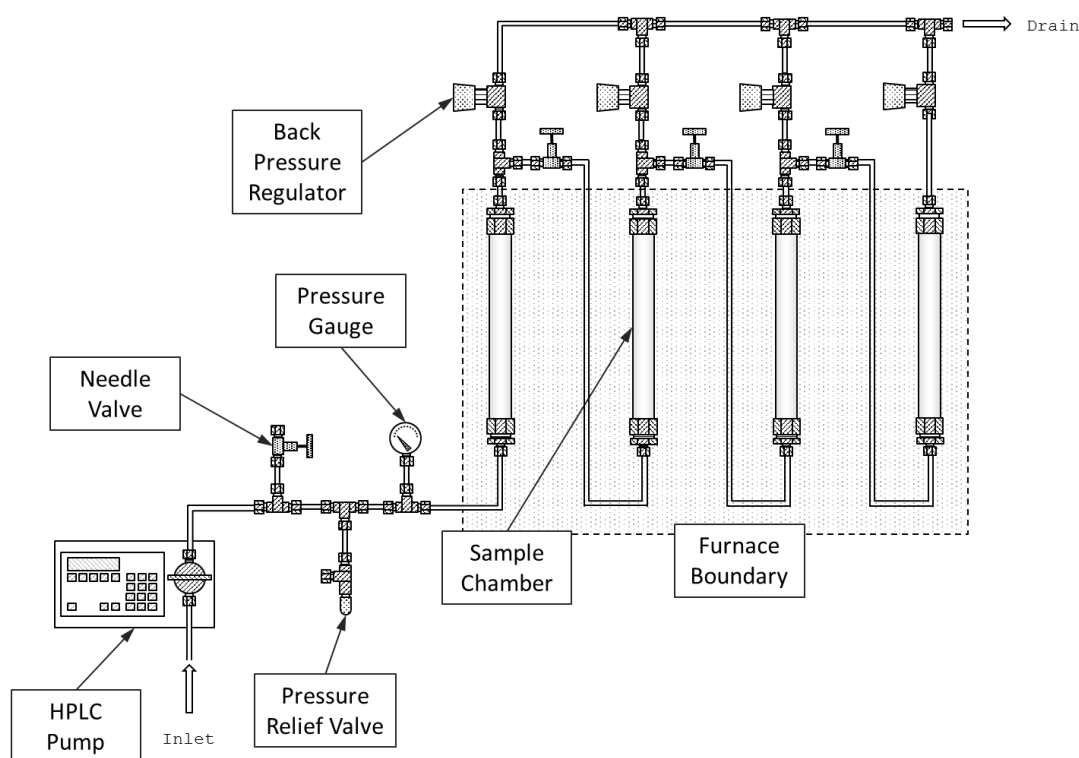 Drain
Back
Pressure
Regulator
Pressure
Gauge
Needle
Valve
Sample
Chamber
Furnace
Boundary
Pressure
Relief Valve
HPLC
Pump
Inlet